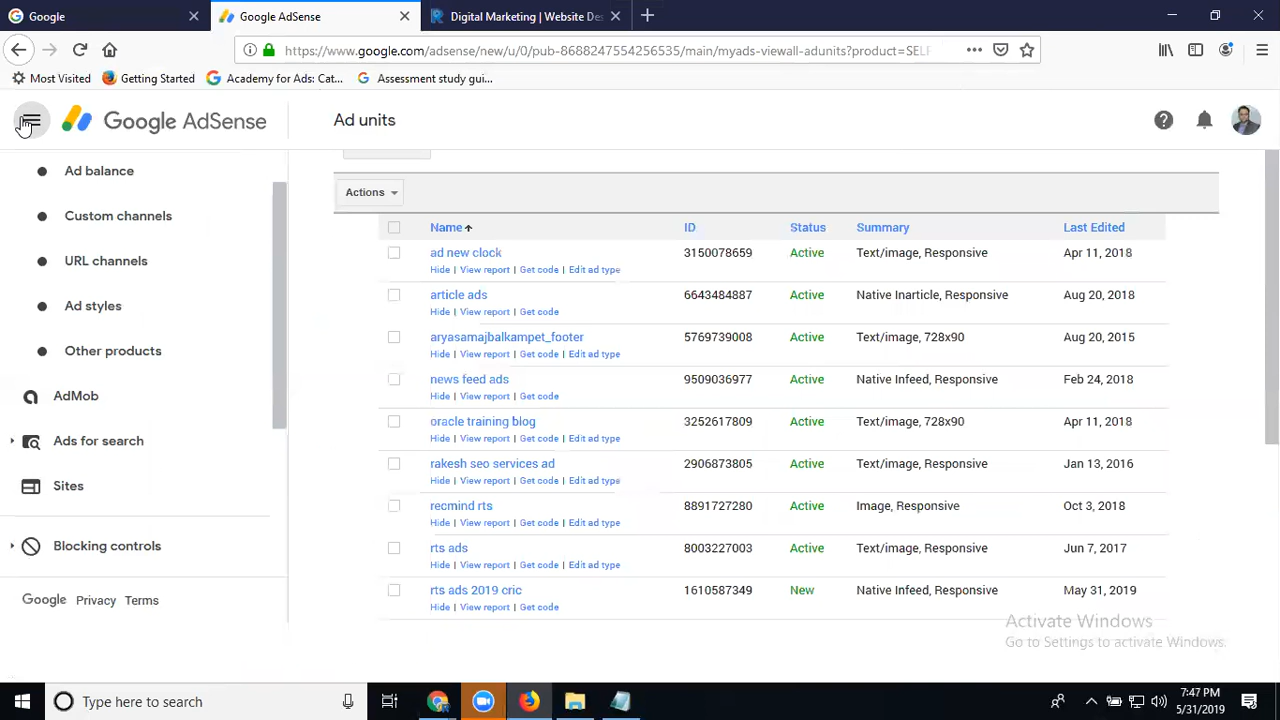 Google
Google AdSense
Digital Marketing | Website Des
https://www.google.com/adsense/new/u/0/pub-8688247554256535/main/myads-viewall-adunits?product=SELF
Most Visited
Getting Started
Academy for Ads: Cat...
Assessment study gui...
Google AdSense
Ad units
Ad balance
Custom channels
URL channels
Ad styles
Other products
AdMob
Ads for search
Sites
Blocking controls
Google Privacy Terms
Actions
Name ID Status Summary Last Edited
ad new clock 3150078659 Active Text/image, Responsive Apr 11, 2018
Hide | View report | Get code | Edit ad type
article ads 6643484887 Active Native Inarticle, Responsive Aug 20, 2018
Hide | View report | Get code
aryasamajbalkampet_footer 5769739008 Active Text/image, 728x90 Aug 20, 2015
Hide | View report | Get code | Edit ad type
news feed ads 9509036977 Active Native Infeed, Responsive Feb 24, 2018
Hide | View report | Get code
oracle training blog 3252617809 Active Text/image, 728x90 Apr 11, 2018
Hide | View report | Get code | Edit ad type
rakesh seo services ad 2906873805 Active Text/image, Responsive Jan 13, 2016
Hide | View report | Get code | Edit ad type
recmind rts 8891727280 Active Image, Responsive Oct 3, 2018
Hide | View report | Get code | Edit ad type
rts ads 8003227003 Active Text/image, Responsive Jun 7, 2017
Hide | View report | Get code | Edit ad type
rts ads 2019 cric 1610587349 New Native Infeed, Responsive May 31, 2019
Hide | View report | Get code
Activate Windows
Go to Settings to activate Windows.
Type here to search
7:47 PM
5/31/2019